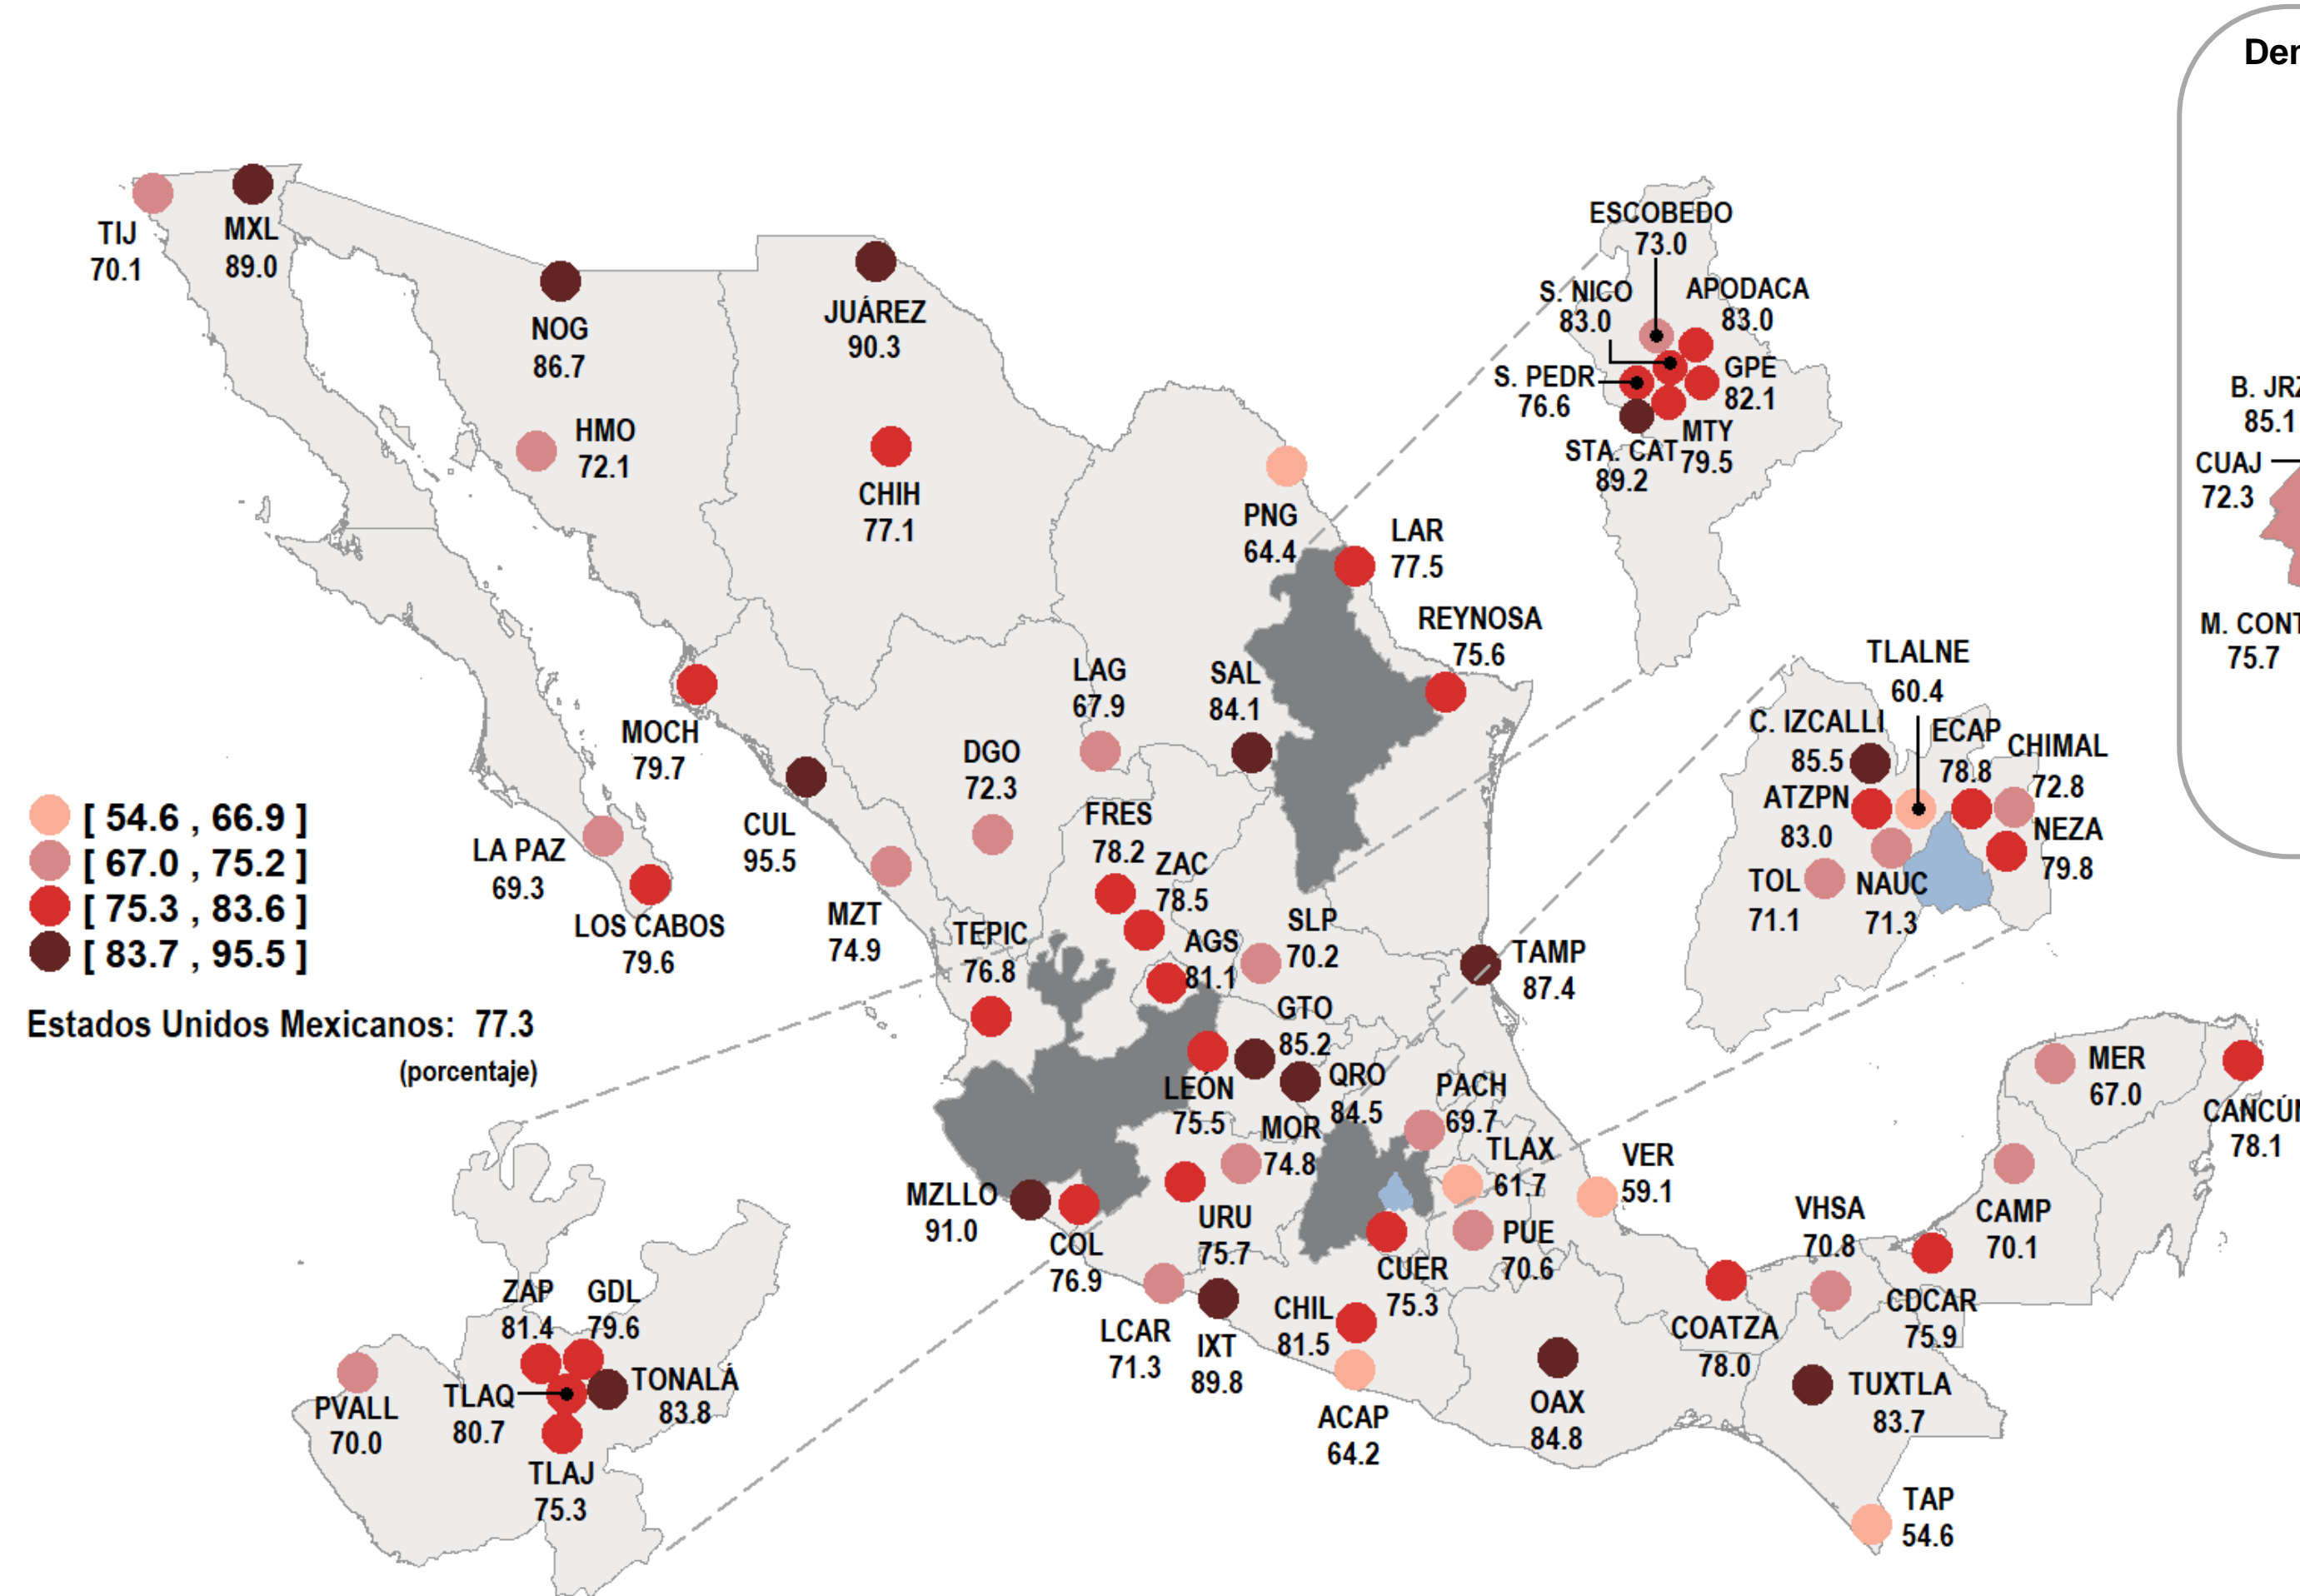 Den
TIJ
70.1
MXL
89.0
NOG
86.7
HMO
72.1
JUÁREZ
90.3
CHIH
77.1
PNG
64.4
LAR
77.5
REYNOSA
75.6
ESCOBEDO
73.0
S. NICO
83.0
APODACA
83.0
S. PEDR
76.6
GPE
82.1
MTY
79.5
STA. CAT
89.2
B. JRZ
85.1
CUAJ
72.3
M. CONT
75.7
MOCH
79.7
CUL
95.5
LA PAZ
69.3
LOS CABOS
79.6
MZT
74.9
DGO
72.3
LAG
67.9
SAL
84.1
FRES
78.2
ZAC
78.5
TEPIC
76.8
AGS
81.1
SLP
70.2
TAMP
87.4
GTO
85.2
LEÓN
75.5
QRO
84.5
PACH
69.7
MOR
74.8
TLAX
61.7
VER
59.1
MZLLO
91.0
COL
76.9
URU
75.7
PUE
70.6
CUER
75.3
LCAR
71.3
IXT
89.8
CHIL
81.5
ACAP
64.2
OAX
84.8
COATZA
78.0
VHSA
70.8
CDCAR
75.9
TUXTLA
83.7
TAP
54.6
CAMP
70.1
MER
67.0
CANCÚN
78.1
TLALNE
60.4
C. IZCALLI
85.5
ECAP
78.8
CHIMAL
72.8
ATZPN
83.0
NEZA
79.8
TOL
71.1
NAUC
71.3
[ 54.6 , 66.9 ]
[ 67.0 , 75.2 ]
[ 75.3 , 83.6 ]
[ 83.7 , 95.5 ]
Estados Unidos Mexicanos: 77.3
(porcentaje)
ZAP
81.4
GDL
79.6
TLAQ
80.7
TONALÁ
83.8
PVALL
70.0
TLAJ
75.3